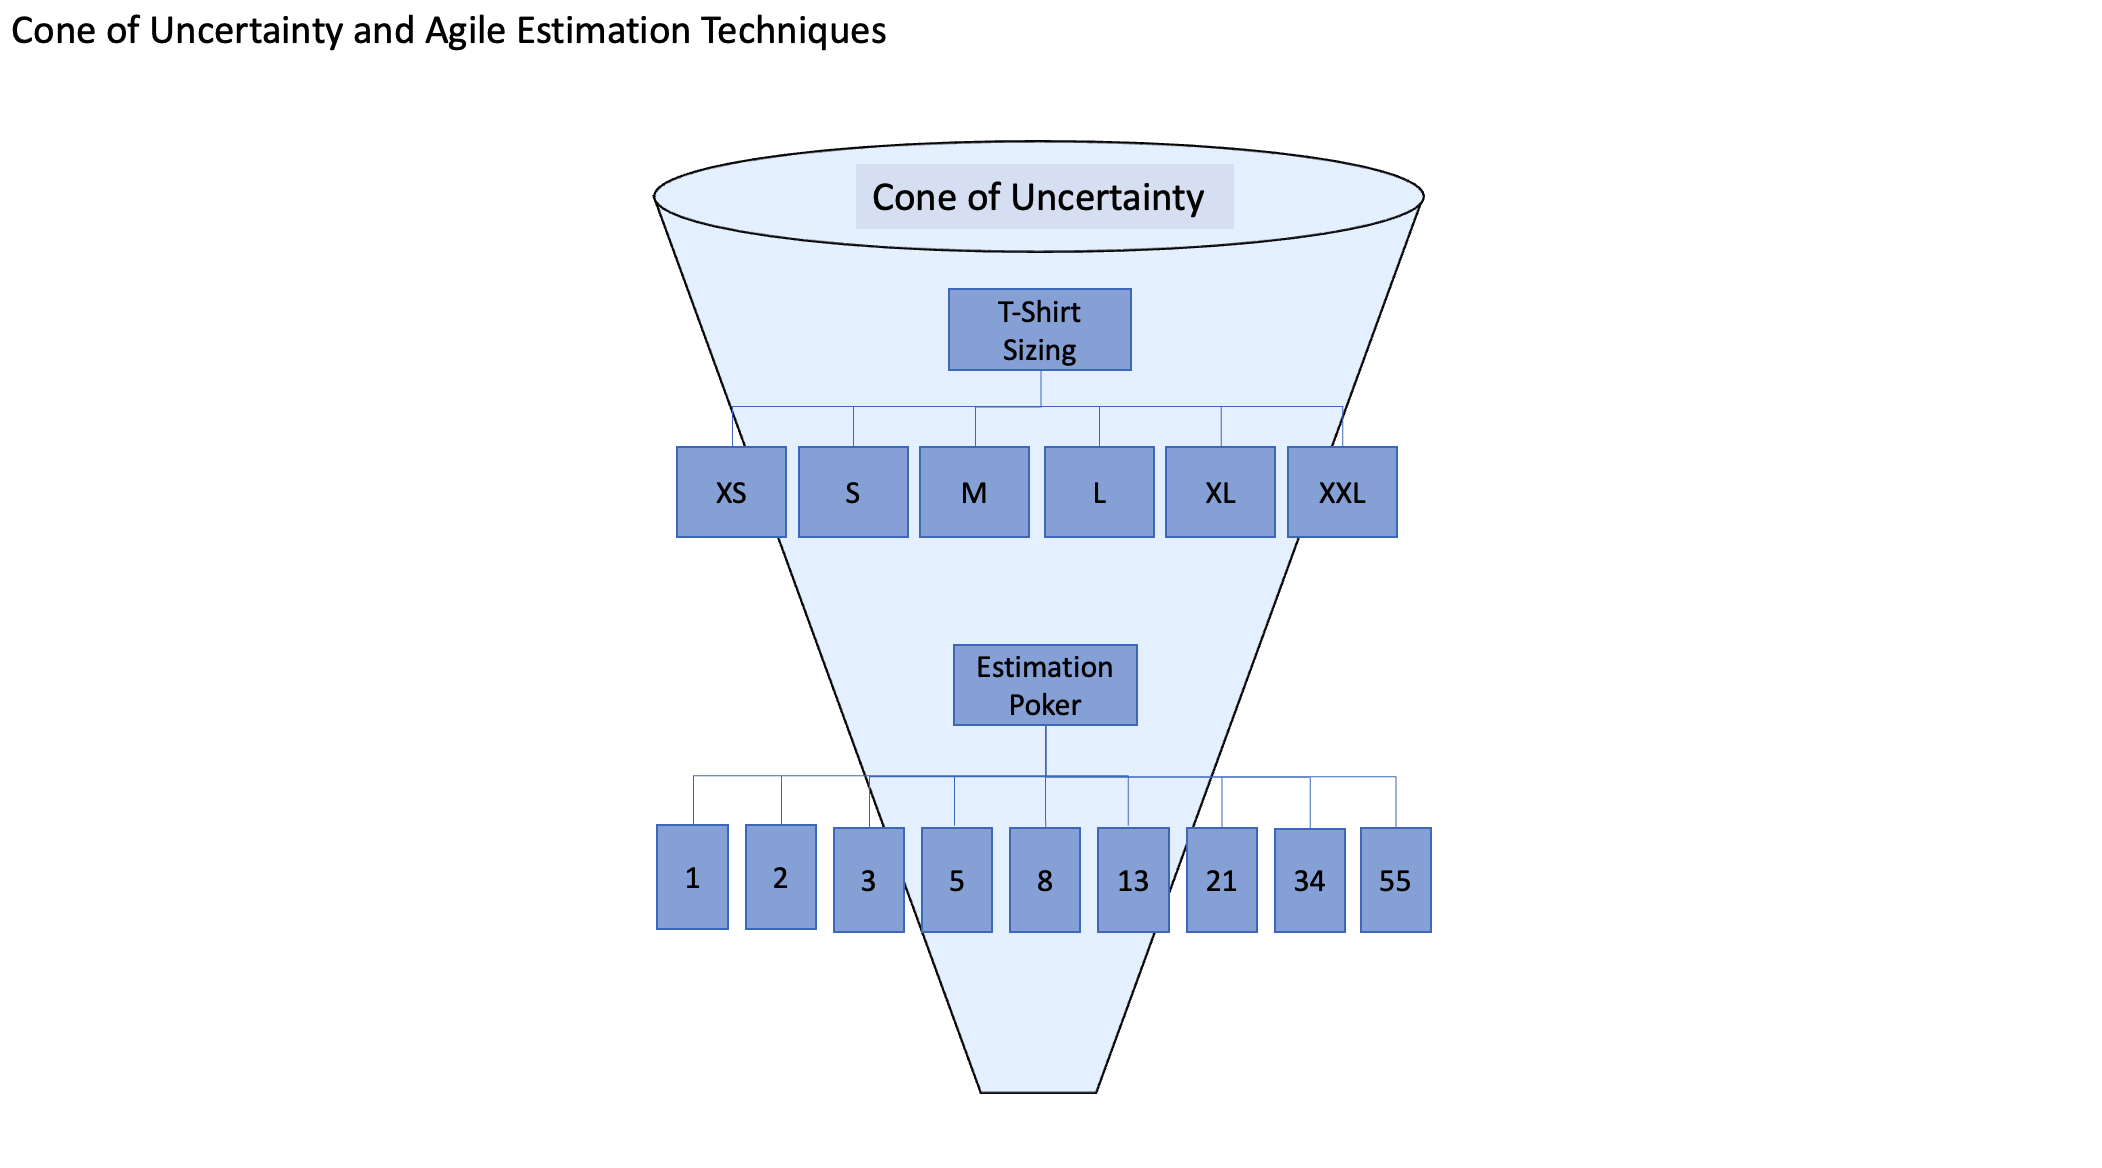 Cone of Uncertainty and Agile Estimation Techniques
Cone of Uncertainty
T-Shirt
Sizing
XS S M L XL XXL
Estimation
Poker
1 2 3 5 8 13 21 34 55